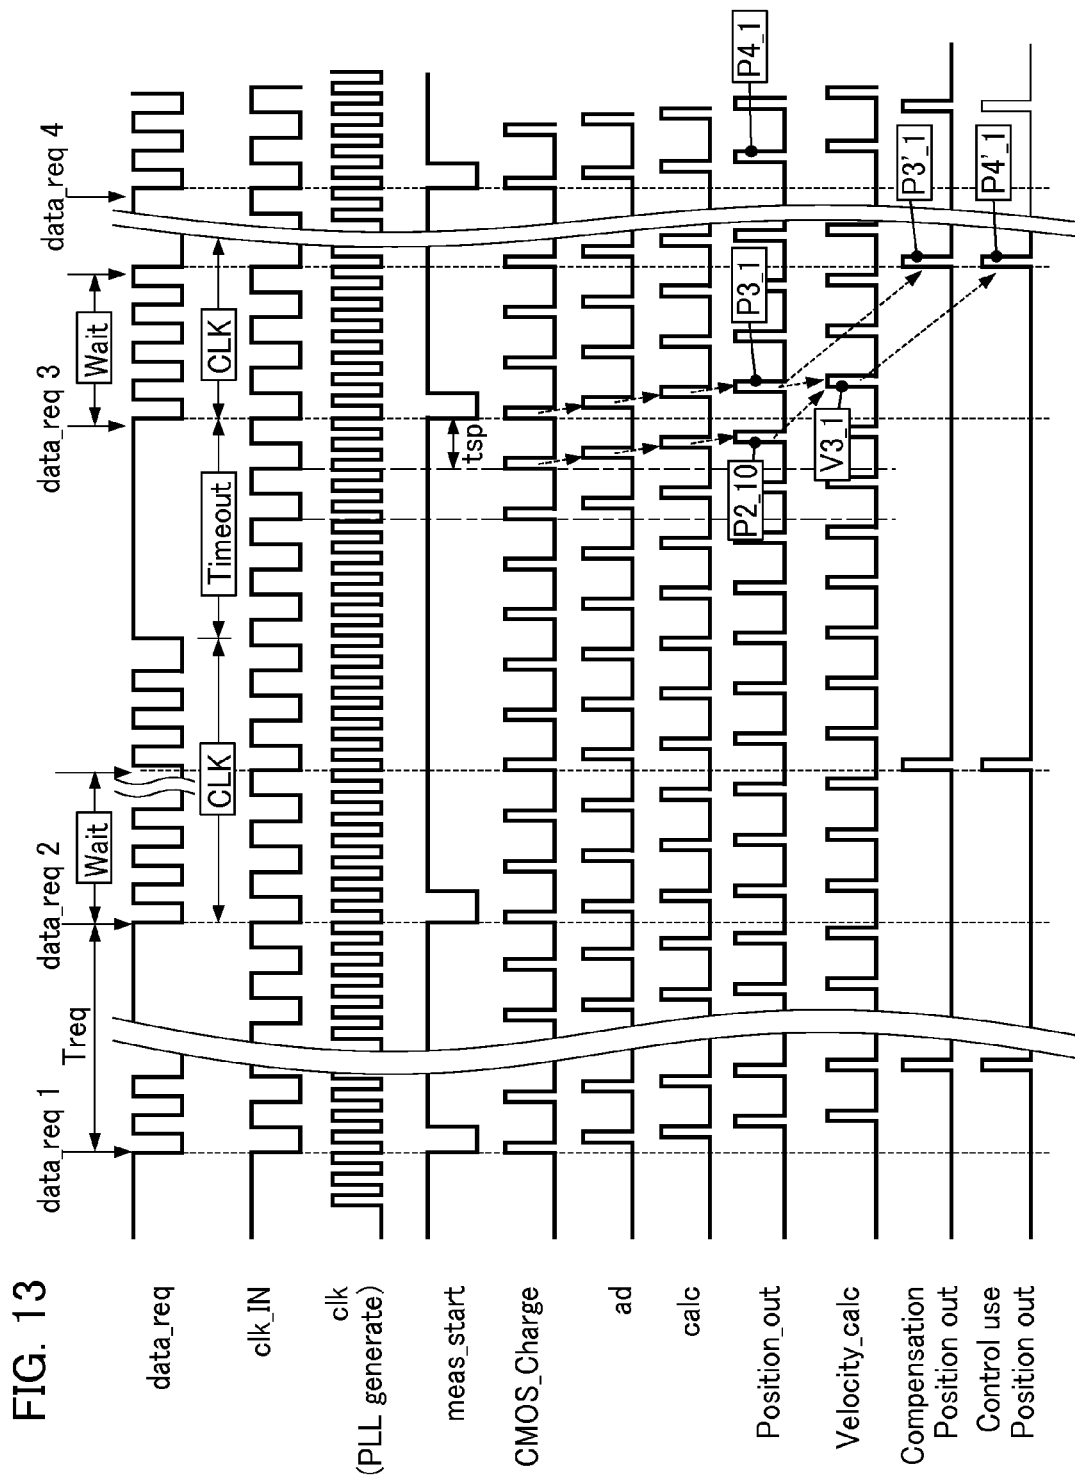 FIG. 13
data_req 1
data_req 2
data_req 3
data_req 4
Treq
Wait
Wait
data_req
CLK
Timeout
CLK
clk_IN
clk
(PLL generate)
meas_start
tsp
CMOS_Charge
ad
calc
Position_out
P2_10
P3_1
P4_1
Velocity_calc
V3_1
Compensation
Position out
P3'_1
Control use
Position out
P4'_1